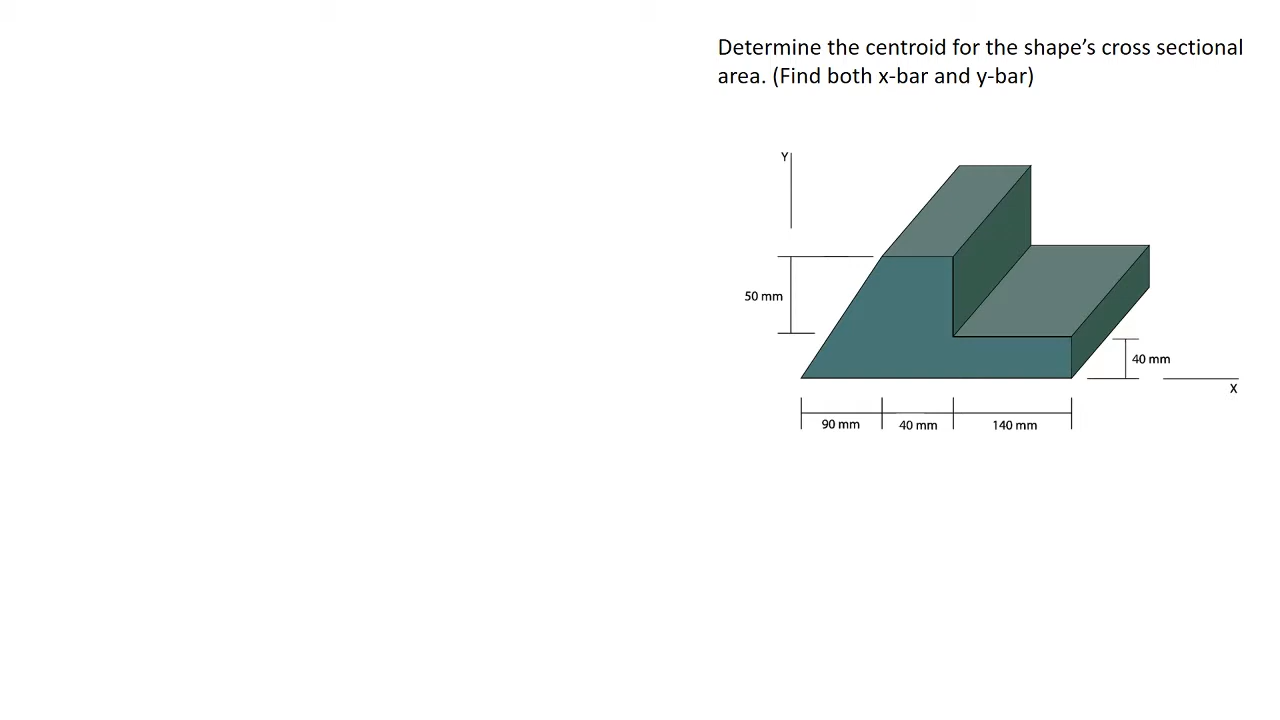 Determine the centroid for the shape’s cross sectional
area. (Find both x-bar and y-bar)
Y
50 mm
40 mm
X
90 mm
40 mm
140 mm